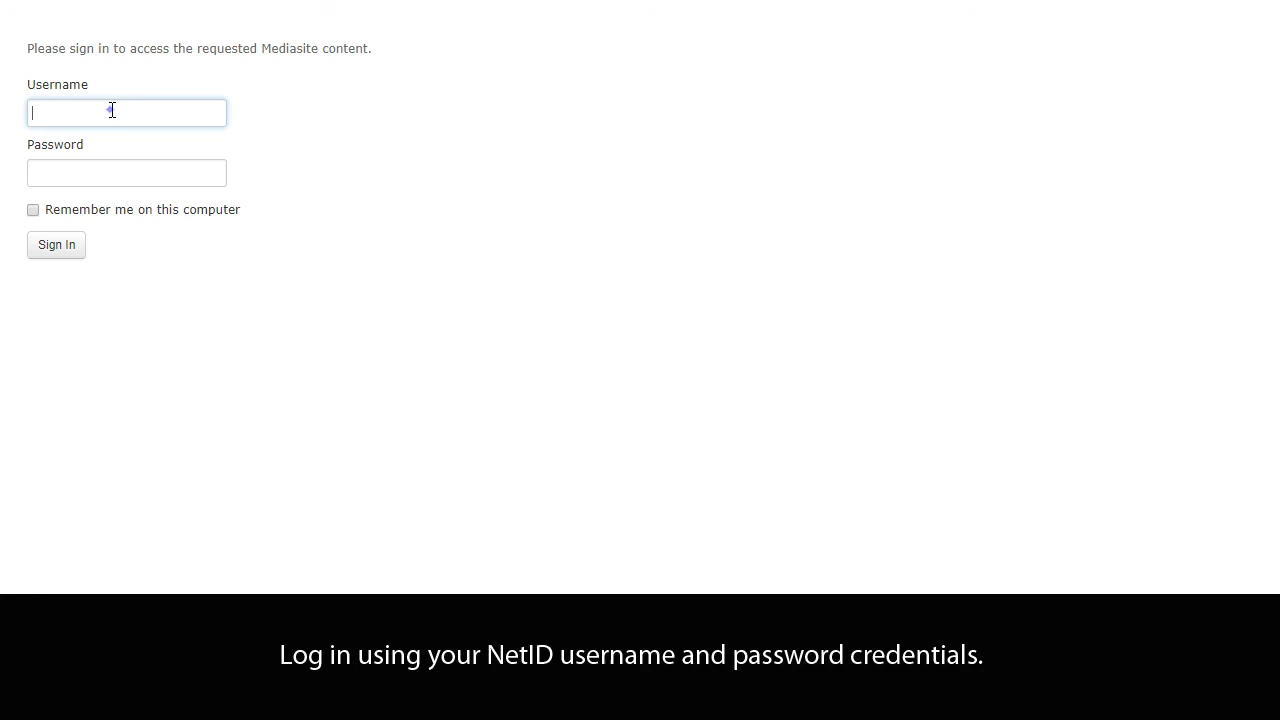 Please sign in to access the requested Mediasite content.
Username
Password
Remember me on this computer
Sign In
Log in using your NetID username and password credentials.